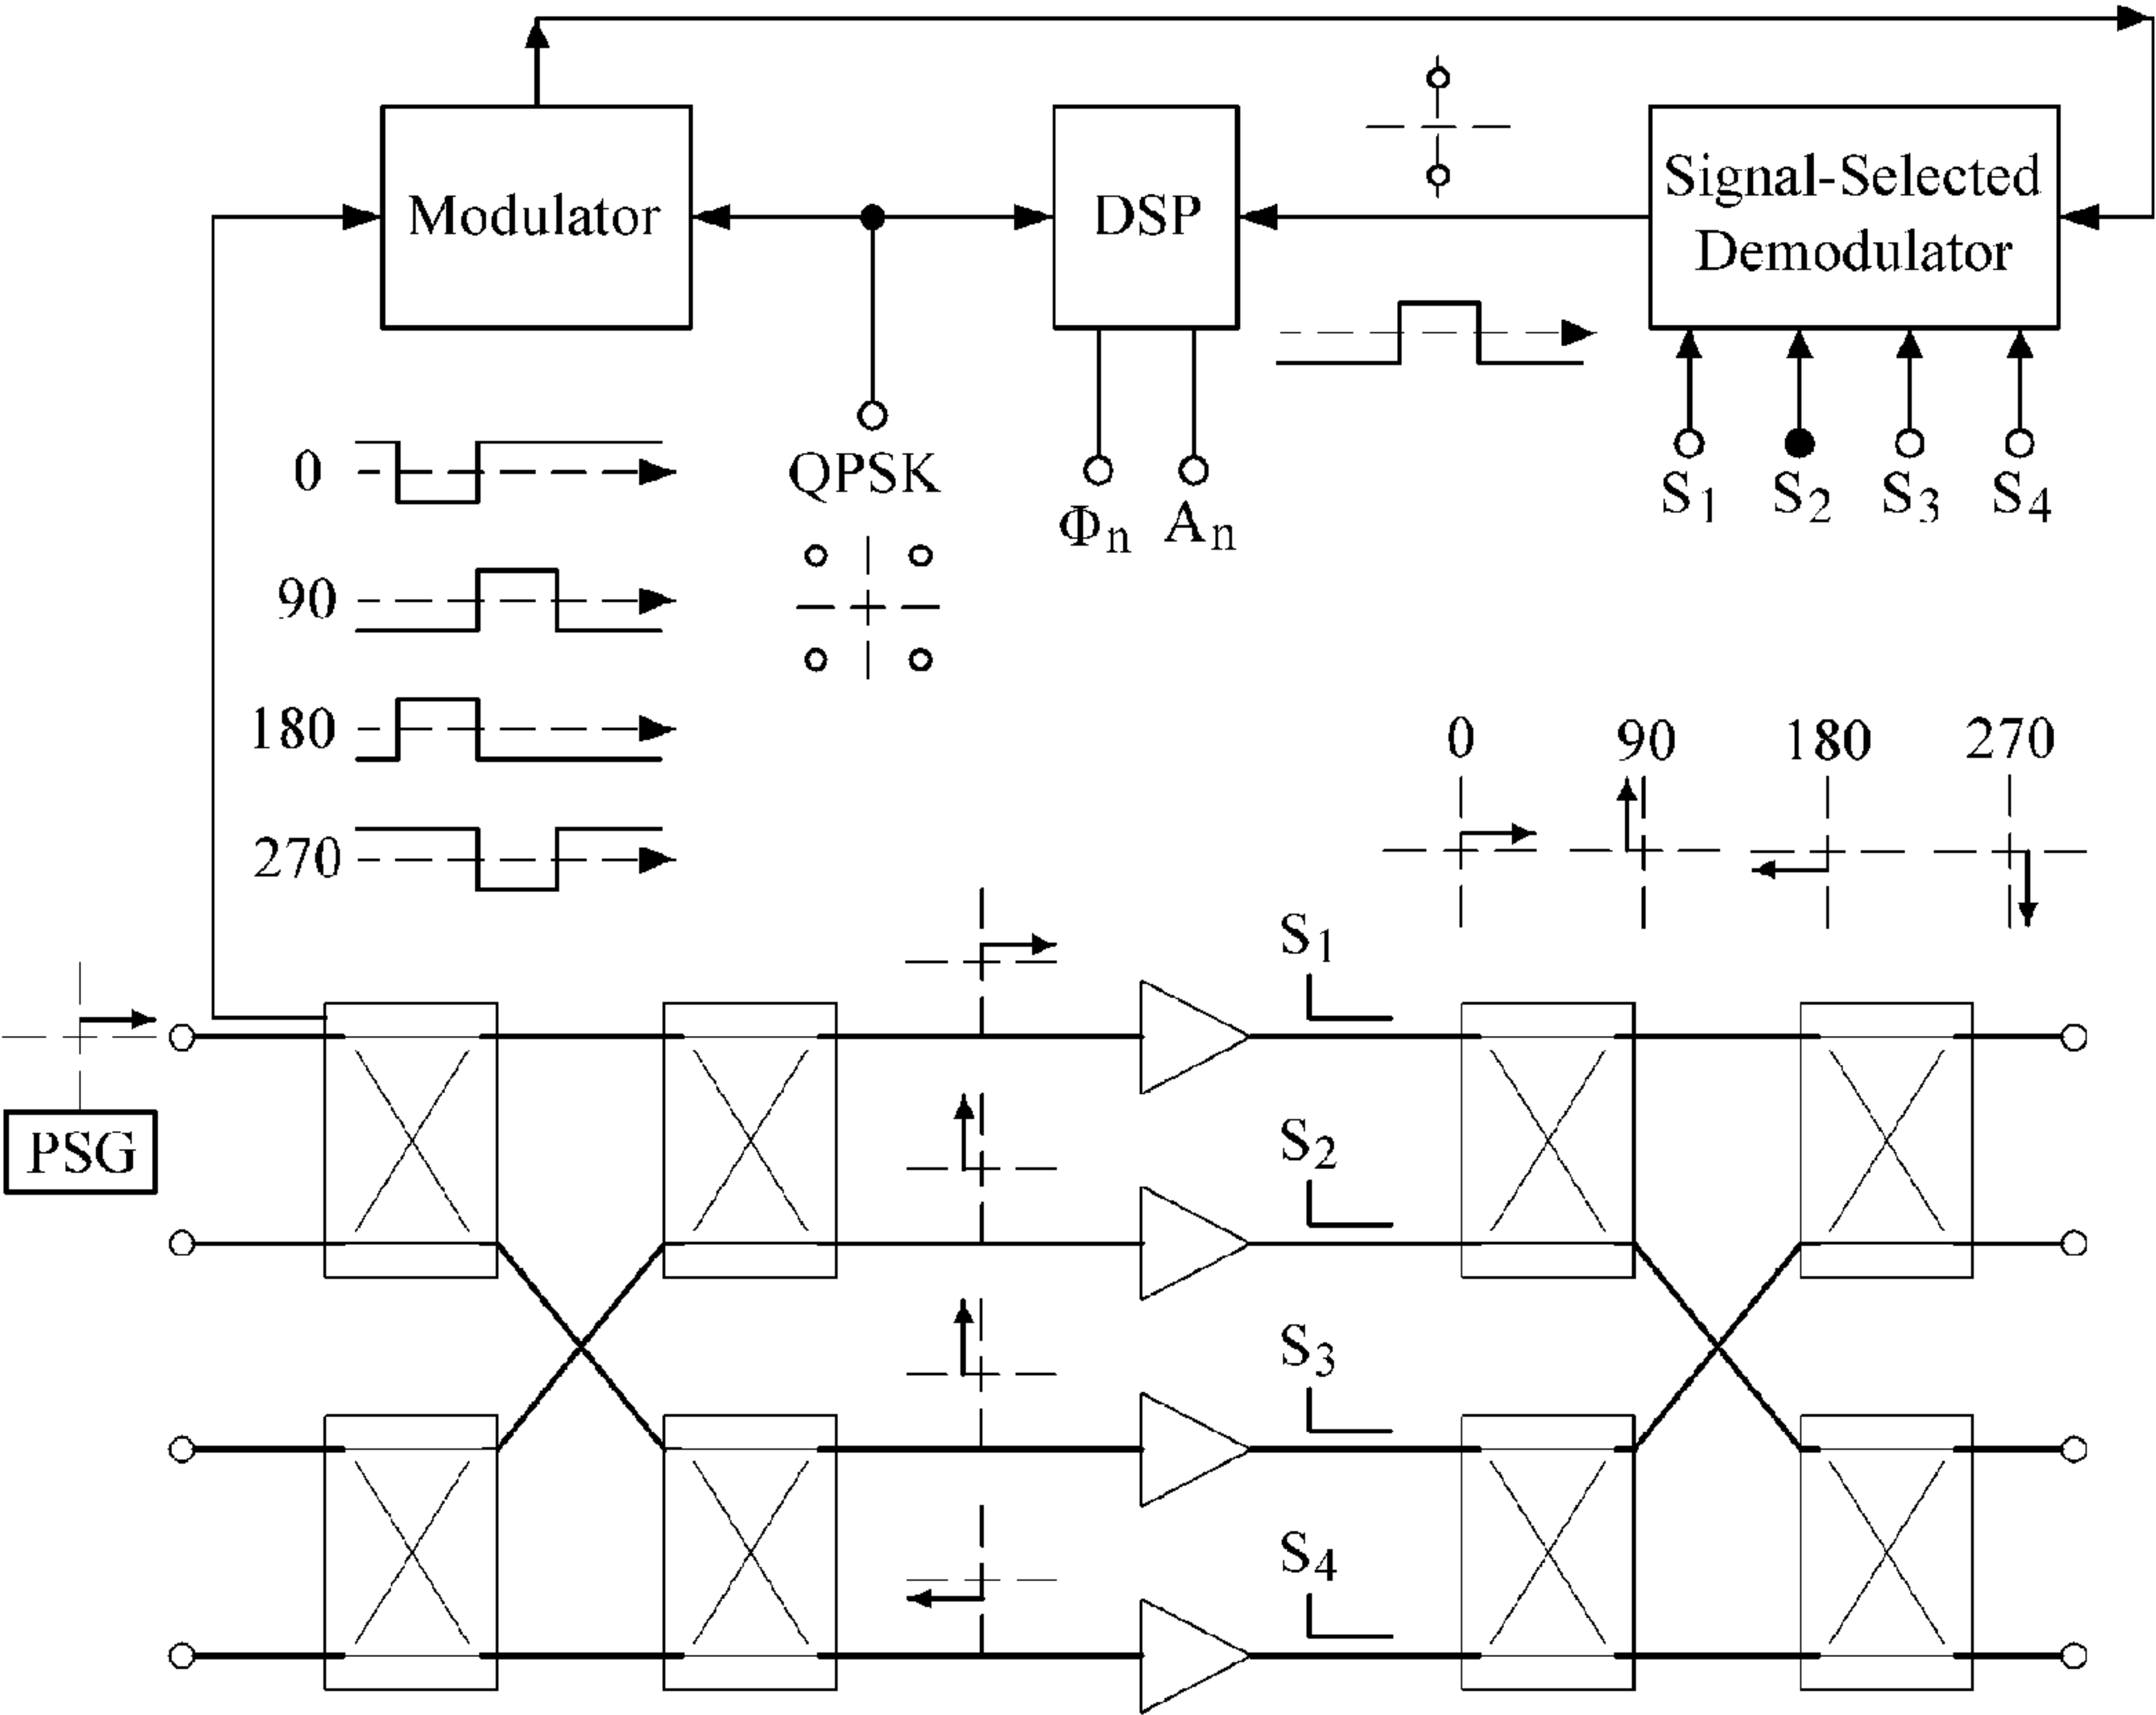 Modulator
DSP
Signal-Selected
Demodulator
0
QPSK
Φn
An
S1
S2
S3
S4
90
180
270
0
90
180
270
S1
PSG
S2
S3
S4